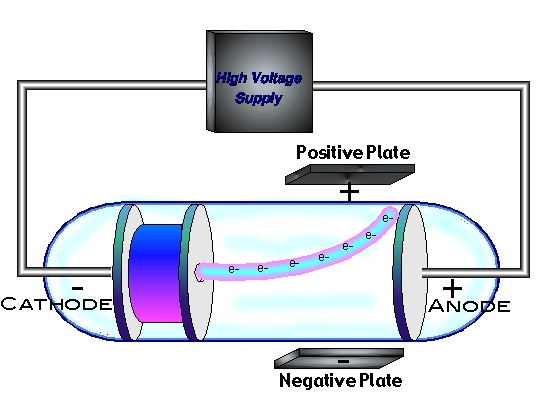 High Voltage
Supply
Positive Plate
+
e- e- e- e- e- e-
-
CATHODE
+
ANODE
-
Negative Plate